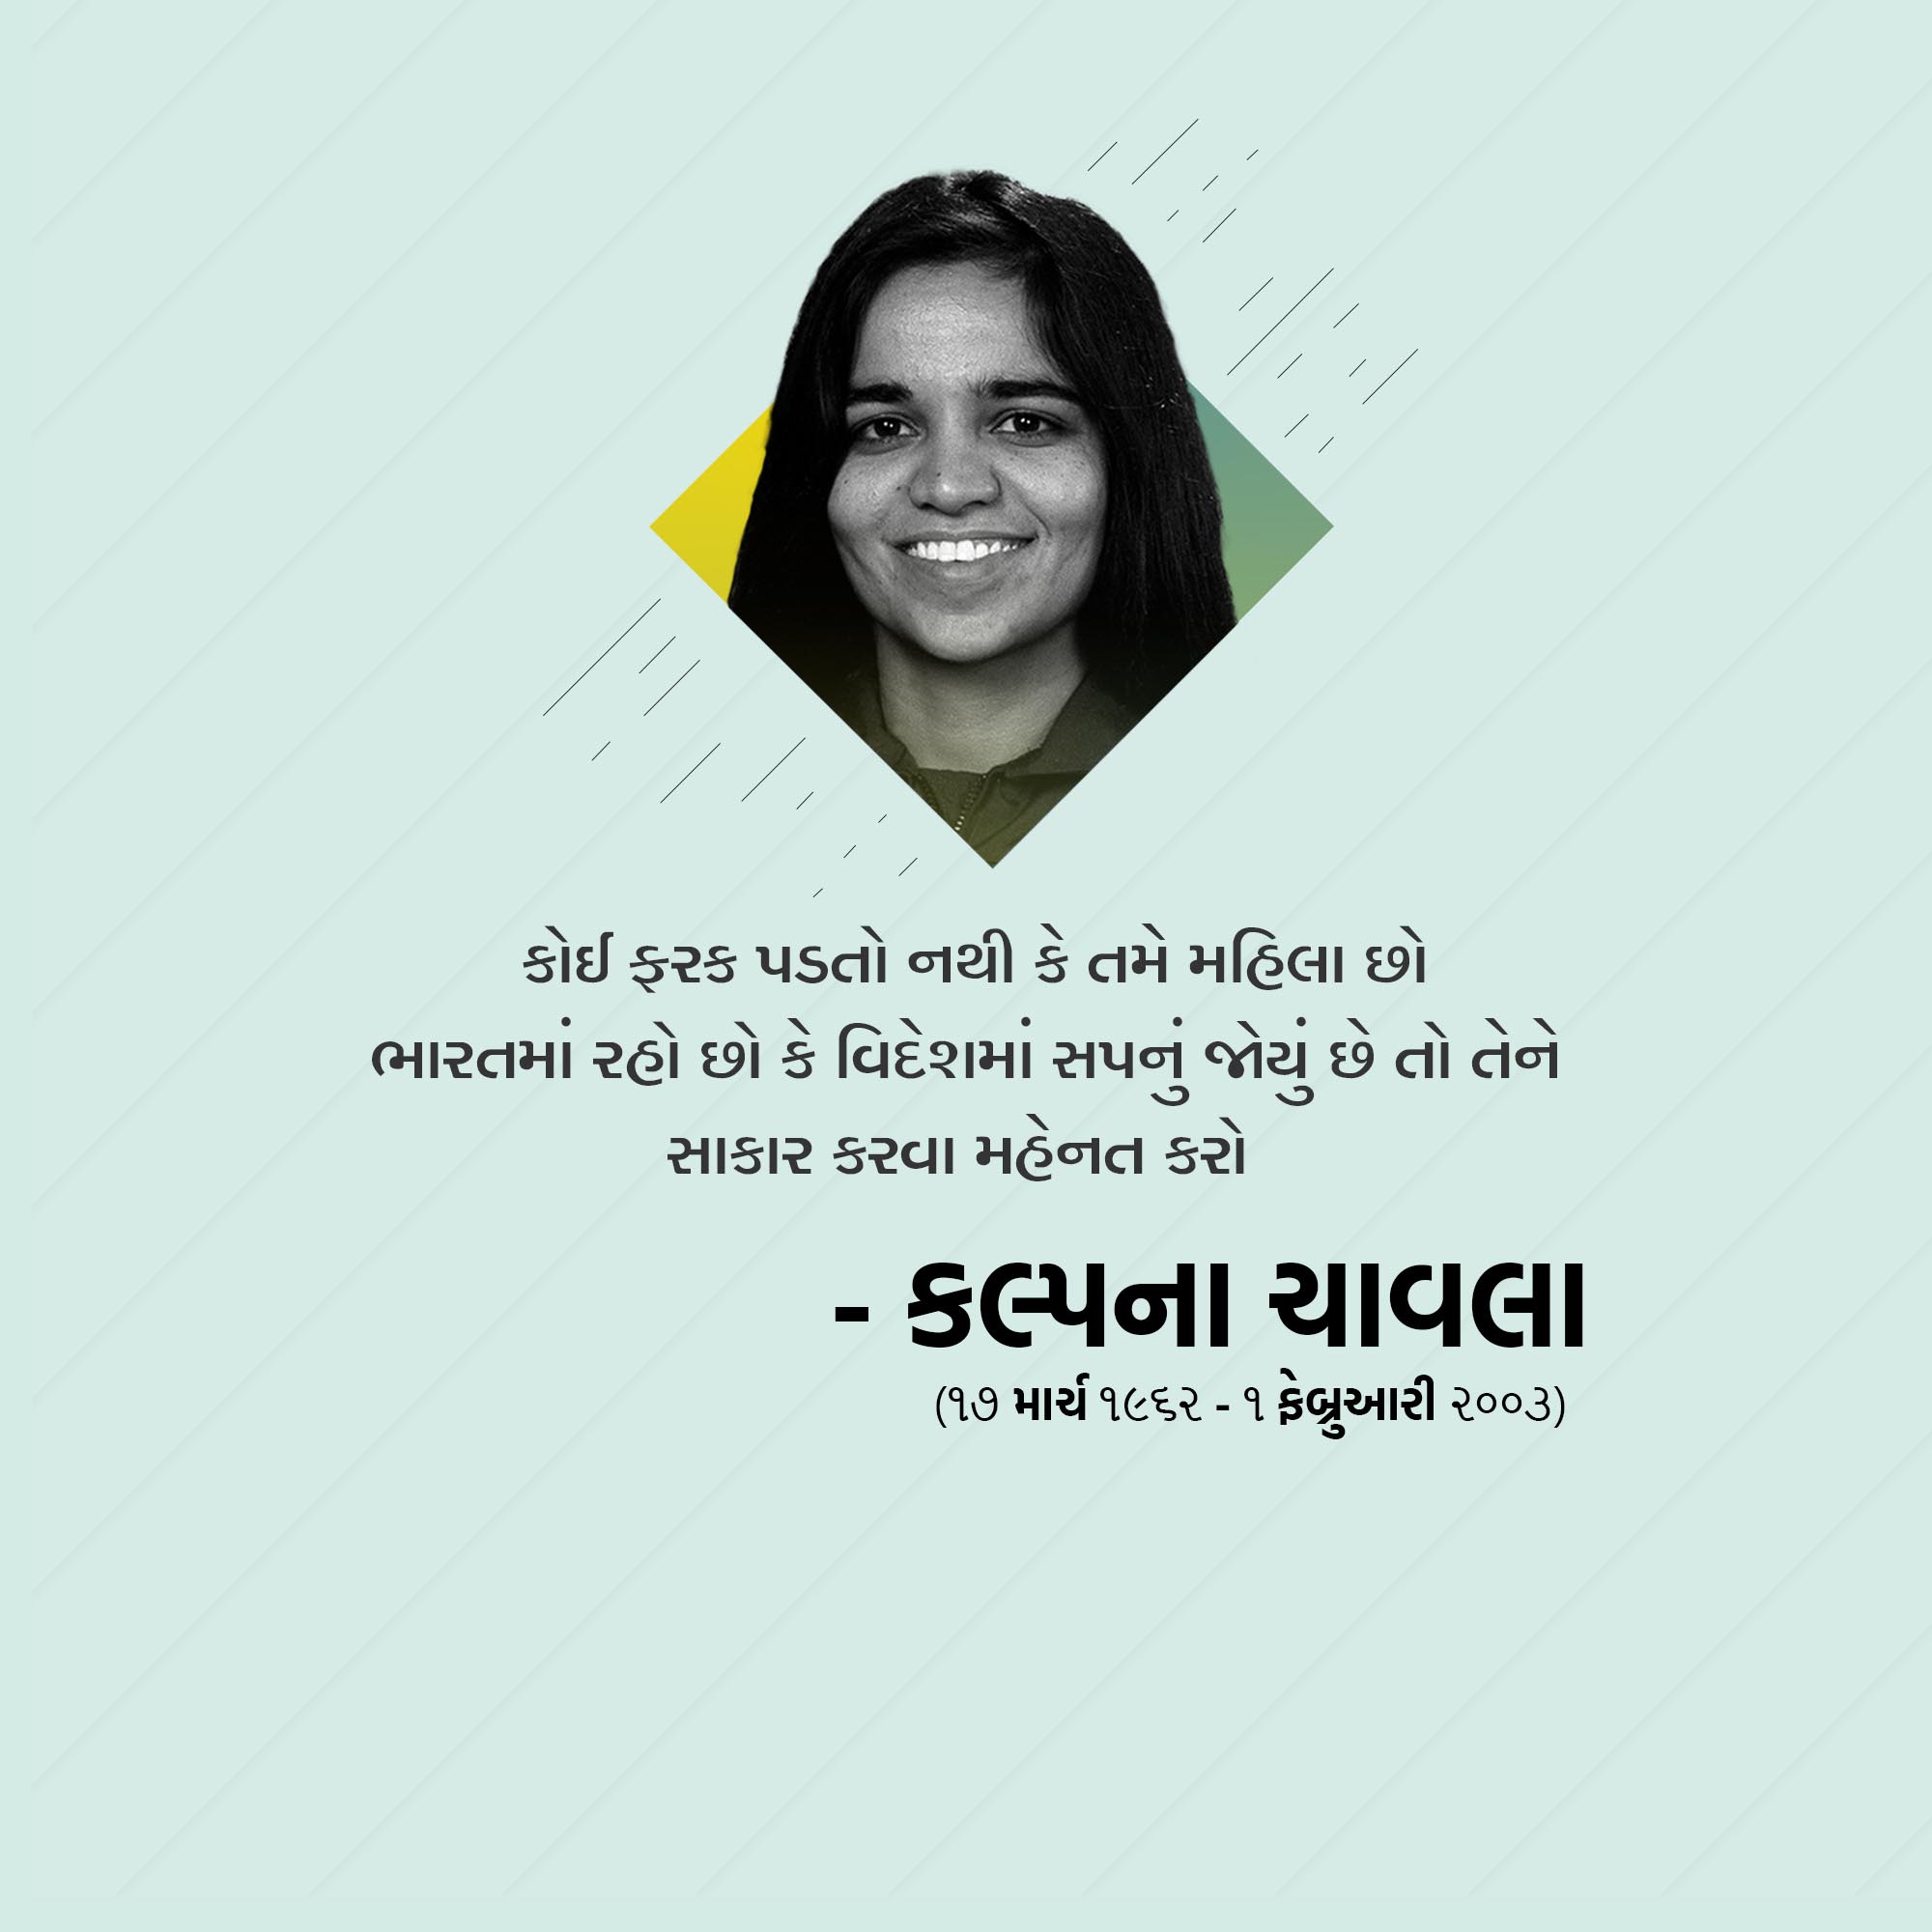 કોઈ ફરક પડતો નથી કે તમે મહિલા છો
ભારતમાં રહો છો કે વિદેશમાં સપનું જોયું છે તો તેને
સાકાર કરવા મહેનત કરો
- કલ્પના ચાવલા
(૧૭ માર્ચ ૧૯૬૨ - ૧ ફેબ્રુઆરી ૨૦૦૩)